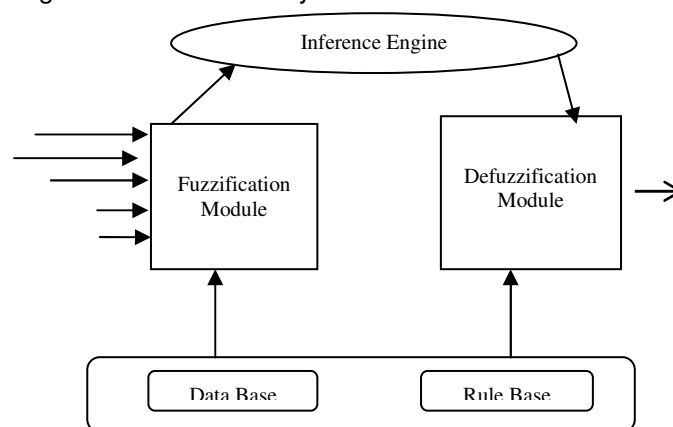 Inference Engine
Fuzzification
Module
Defuzzification
Module
Data Base
Rule Base